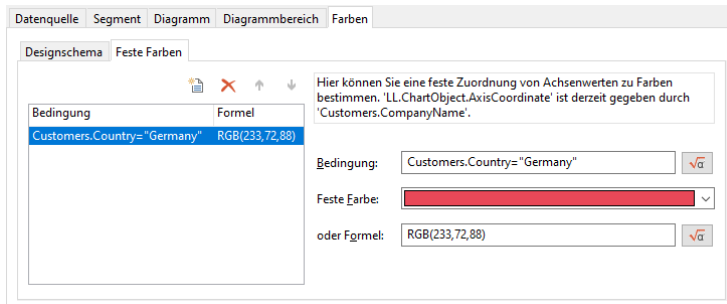 Datenquelle Segment Diagramm Diagrammbereich Farben
Designschema Feste Farben
Hier können Sie eine feste Zuordnung von Achsenwerten zu Farben
bestimmen. 'LL.ChartObject.AxisCoordinate' ist derzeit gegeben durch
'Customers.CompanyName'.
Bedingung Formel
Customers.Country="Germany" RGB(233,72,88)
Bedingung: Customers.Country="Germany" √α
Feste Farbe:
oder Formel: RGB(233,72,88) √α